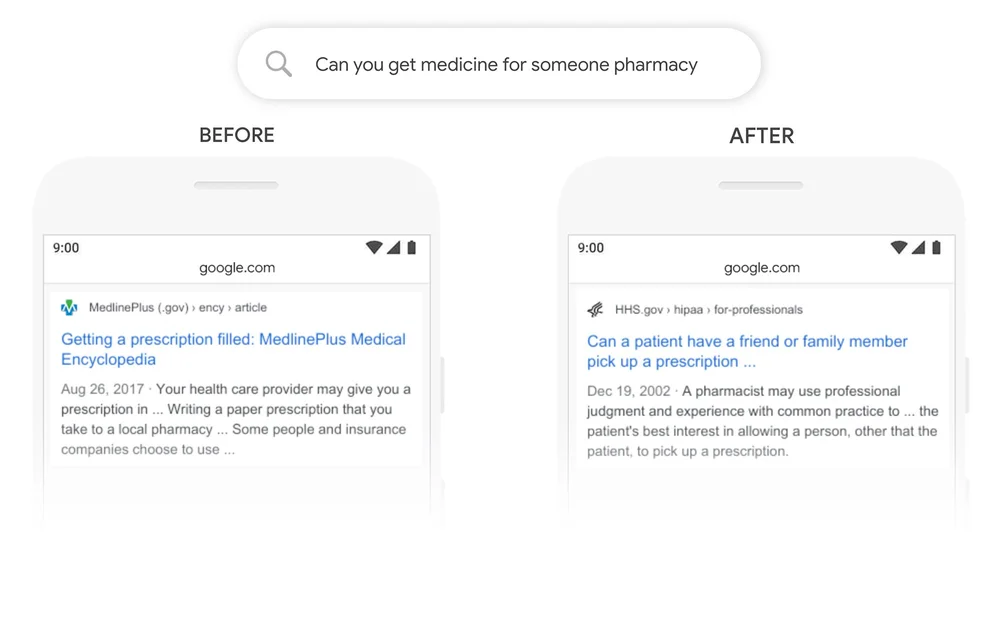 Can you get medicine for someone pharmacy
BEFORE
9:00
google.com
MedlinePlus (.gov) › ency › article
Getting a prescription filled: MedlinePlus Medical
Encyclopedia
Aug 26, 2017 · Your health care provider may give you a
prescription in ... Writing a paper prescription that you
take to a local pharmacy ... Some people and insurance
companies choose to use ...
AFTER
9:00
google.com
HHS.gov › hipaa › for-professionals
Can a patient have a friend or family member
pick up a prescription ...
Dec 19, 2002 · A pharmacist may use professional
judgment and experience with common practice to ... the
patient's best interest in allowing a person, other that the
patient, to pick up a prescription.